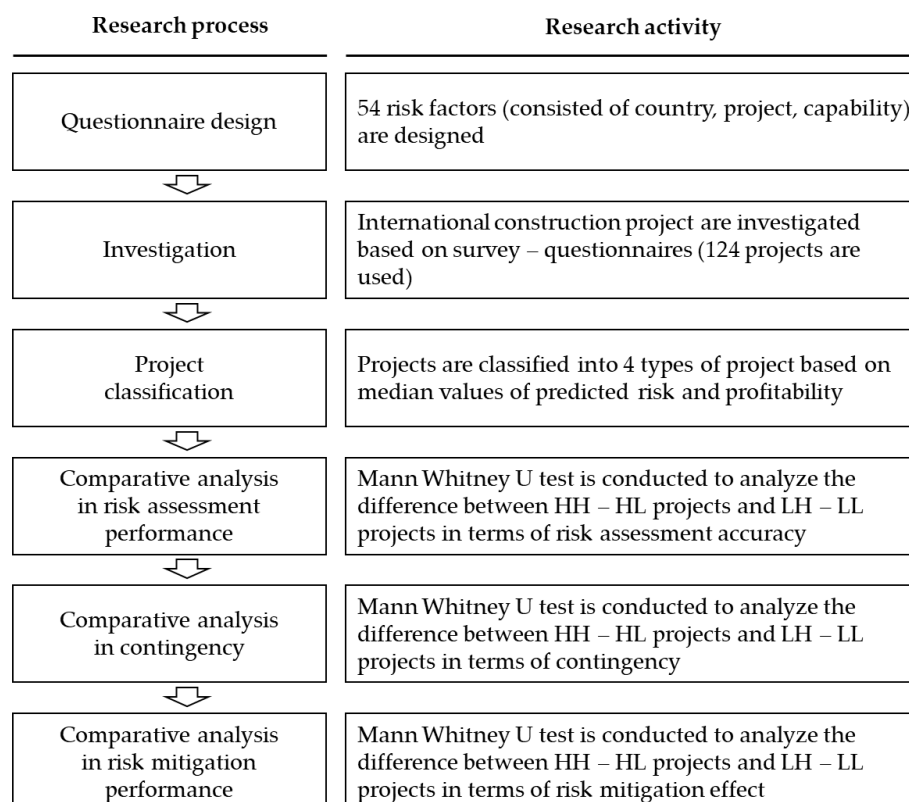 Research process
Research activity
Questionnaire design
54 risk factors (consisted of country, project, capability)
are designed
Investigation
International construction project are investigated
based on survey – questionnaires (124 projects are
used)
Project
classification
Projects are classified into 4 types of project based on
median values of predicted risk and profitability
Comparative analysis
in risk assessment
performance
Mann Whitney U test is conducted to analyze the
difference between HH – HL projects and LH – LL
projects in terms of risk assessment accuracy
Comparative analysis
in contingency
Mann Whitney U test is conducted to analyze the
difference between HH – HL projects and LH – LL
projects in terms of contingency
Comparative analysis
in risk mitigation
performance
Mann Whitney U test is conducted to analyze the
difference between HH – HL projects and LH – LL
projects in terms of risk mitigation effect